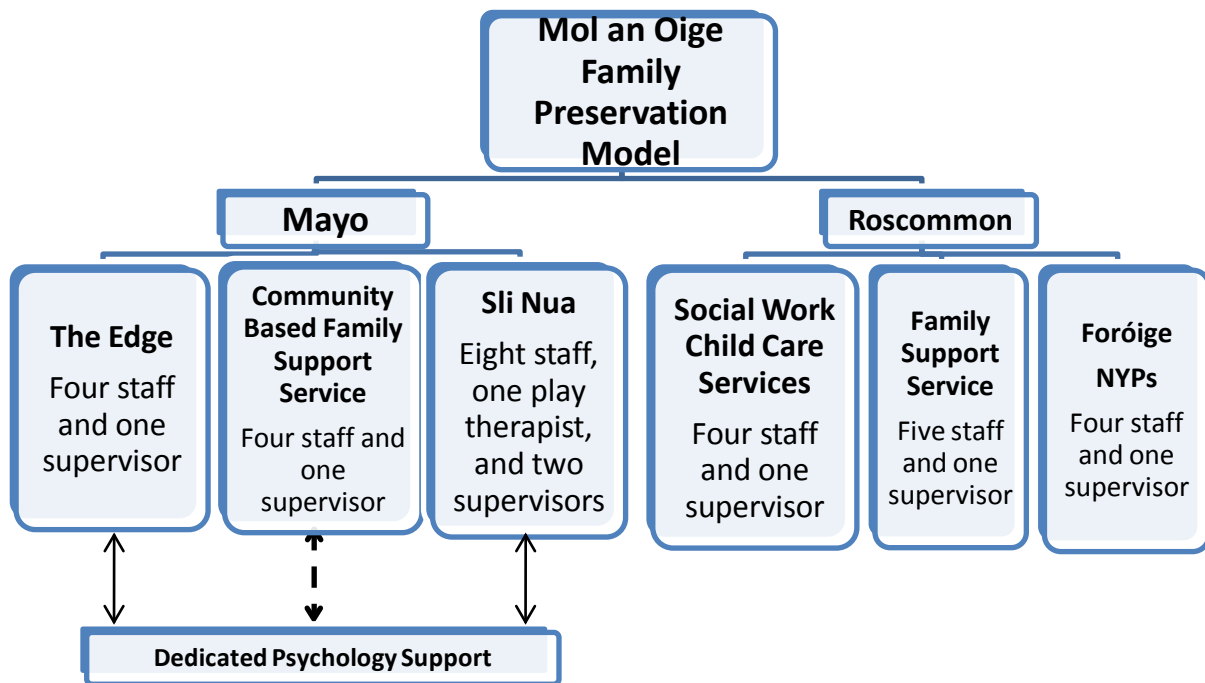 Mol an Oige
Family
Preservation
Model
Mayo
Roscommon
The Edge
Four staff
and one
supervisor
Community
Based Family
Support
Service
Four staff and
one
supervisor
Sli Nua
Eight staff,
one play
therapist,
and two
supervisors
Social Work
Child Care
Services
Four staff
and one
supervisor
Family
Support
Service
Five staff
and one
supervisor
Foróige
NYPs
Four staff
and one
supervisor
Dedicated Psychology Support